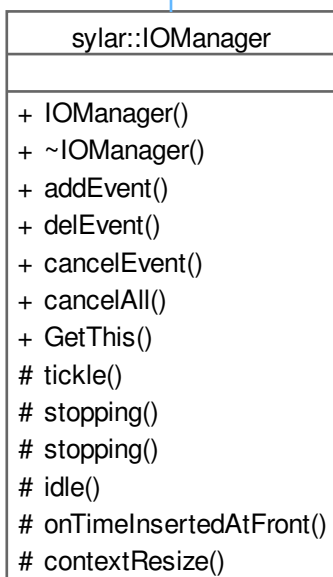 sylar::IOManager
+ IOManager()
+ ~IOManager()
+ addEvent()
+ delEvent()
+ cancelEvent()
+ cancelAll()
+ GetThis()
# tickle()
# stopping()
# stopping()
# idle()
# onTimeInsertedAtFront()
# contextResize()